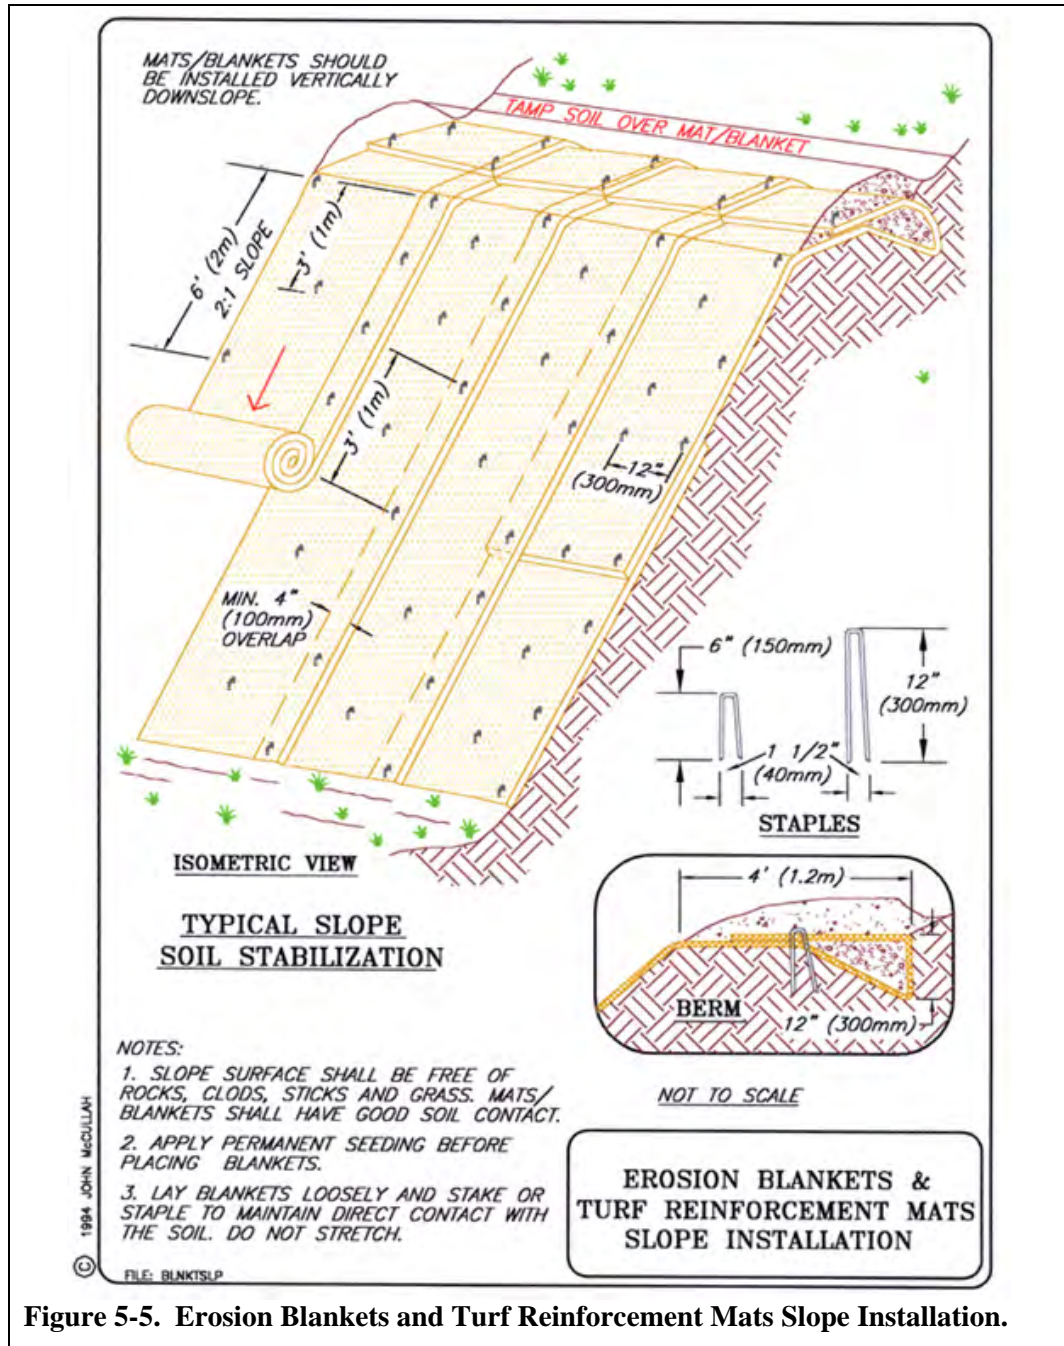 MATS/BLANKETS SHOULD
BE INSTALLED VERTICALLY
DOWNSLOPE.
TAMP SOIL OVER MAT/BLANKET
6' (2m)
2:1 SLOPE
3' (1m)
3' (1m)
12"
(300mm)
MIN. 4"
(100mm)
OVERLAP
6" (150mm)
12"
(300mm)
1 1/2"
(40mm)
STAPLES
ISOMETRIC VIEW
TYPICAL SLOPE
SOIL STABILIZATION
4' (1.2m)
BERM
12" (300mm)
NOT TO SCALE
NOTES:
1. SLOPE SURFACE SHALL BE FREE OF
ROCKS, CLODS, STICKS AND GRASS. MATS/
BLANKETS SHALL HAVE GOOD SOIL CONTACT.
2. APPLY PERMANENT SEEDING BEFORE
PLACING BLANKETS.
3. LAY BLANKETS LOOSELY AND STAKE OR
STAPLE TO MAINTAIN DIRECT CONTACT WITH
THE SOIL. DO NOT STRETCH.
EROSION BLANKETS &
TURF REINFORCEMENT MATS
SLOPE INSTALLATION
© 1994 JOHN McCULLAH
FILE: BLNKTSLP
Figure 5-5. Erosion Blankets and Turf Reinforcement Mats Slope Installation.